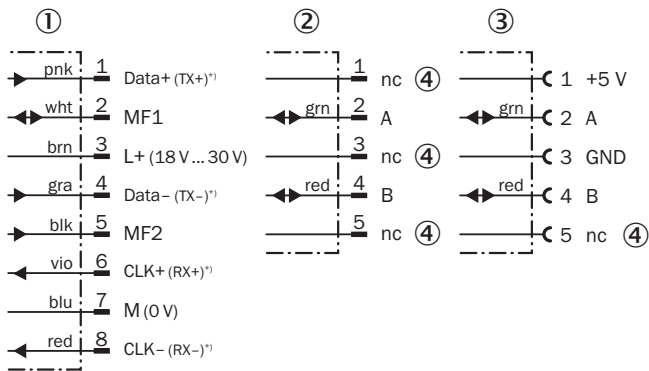 ① ② ③
pnk 1 Data+ (TX+)*)
wht 2 MF1
brn 3 L+ (18 V ... 30 V)
gra 4 Data– (TX–)*)
blk 5 MF2
vio 6 CLK+ (RX+)*)
blu 7 M (0 V)
red 8 CLK– (RX–)*)
1 nc ④
grn 2 A
3 nc ④
red 4 B
5 nc ④
1 +5 V
grn 2 A
3 GND
red 4 B
5 nc ④